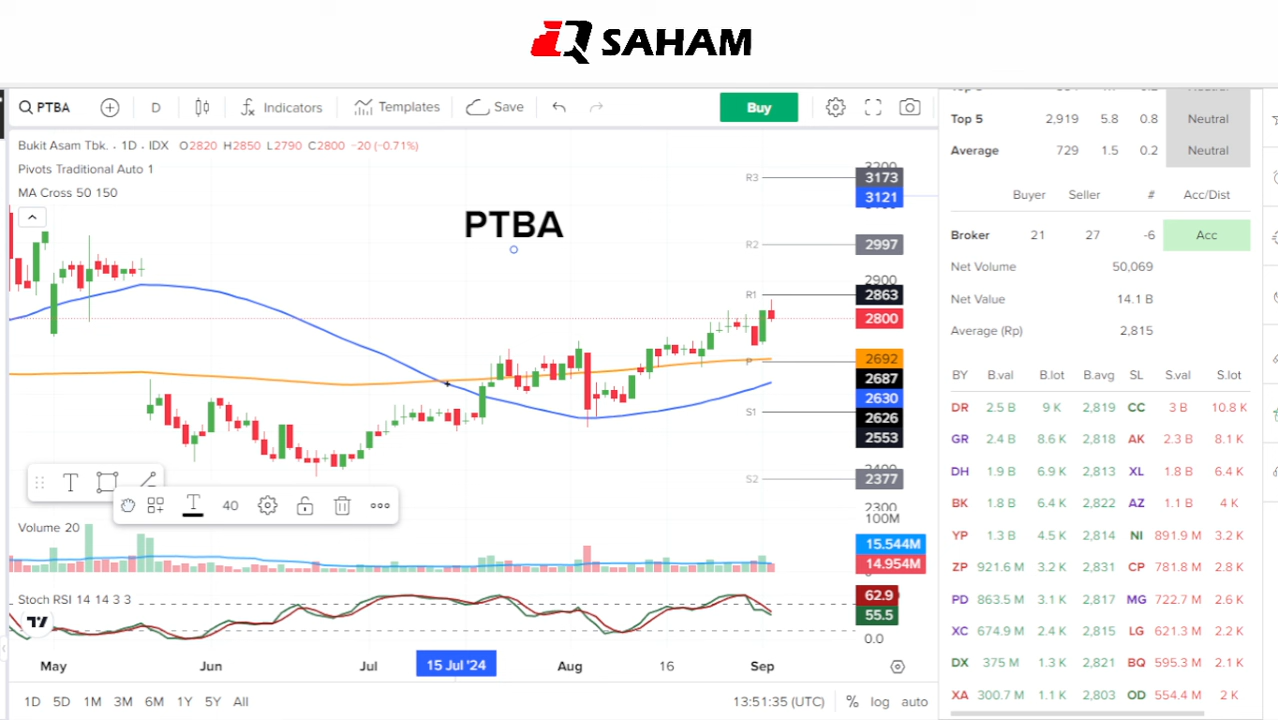 iQ SAHAM
PTBA D Indicators Templates Save Buy
Bukit Asam Tbk. · 1D · IDX O2820 H2850 L2790 C2800 -20 (-0.71%)
Pivots Traditional Auto 1
MA Cross 50 150
PTBA
R3
R2
R1
P
S1
S2
3200
3173
3121
2997
2900
2863
2800
2692
2687
2630
2626
2553
2400
2377
2300
40
Volume 20
100M
15.544M
14.954M
Stoch RSI 14 14 3 3
62.9
55.5
0.0
May Jun Jul 15 Jul '24 Aug 16 Sep
1D 5D 1M 3M 6M 1Y 5Y All 13:51:35 (UTC) % log auto
Neutral
Top 5 2,919 5.8 0.8 Neutral
Average 729 1.5 0.2 Neutral
Buyer Seller # Acc/Dist
Broker 21 27 -6 Acc
Net Volume 50,069
Net Value 14.1 B
Average (Rp) 2,815
BY B.val B.lot B.avg SL S.val S.lot
DR 2.5 B 9 K 2,819 CC 3 B 10.8 K
GR 2.4 B 8.6 K 2,818 AK 2.3 B 8.1 K
DH 1.9 B 6.9 K 2,813 XL 1.8 B 6.4 K
BK 1.8 B 6.4 K 2,822 AZ 1.1 B 4 K
YP 1.3 B 4.5 K 2,814 NI 891.9 M 3.2 K
ZP 921.6 M 3.2 K 2,831 CP 781.8 M 2.8 K
PD 863.5 M 3.1 K 2,817 MG 722.7 M 2.6 K
XC 674.9 M 2.4 K 2,815 LG 621.3 M 2.2 K
DX 375 M 1.3 K 2,821 BQ 595.3 M 2.1 K
XA 300.7 M 1.1 K 2,803 OD 554.4 M 2 K